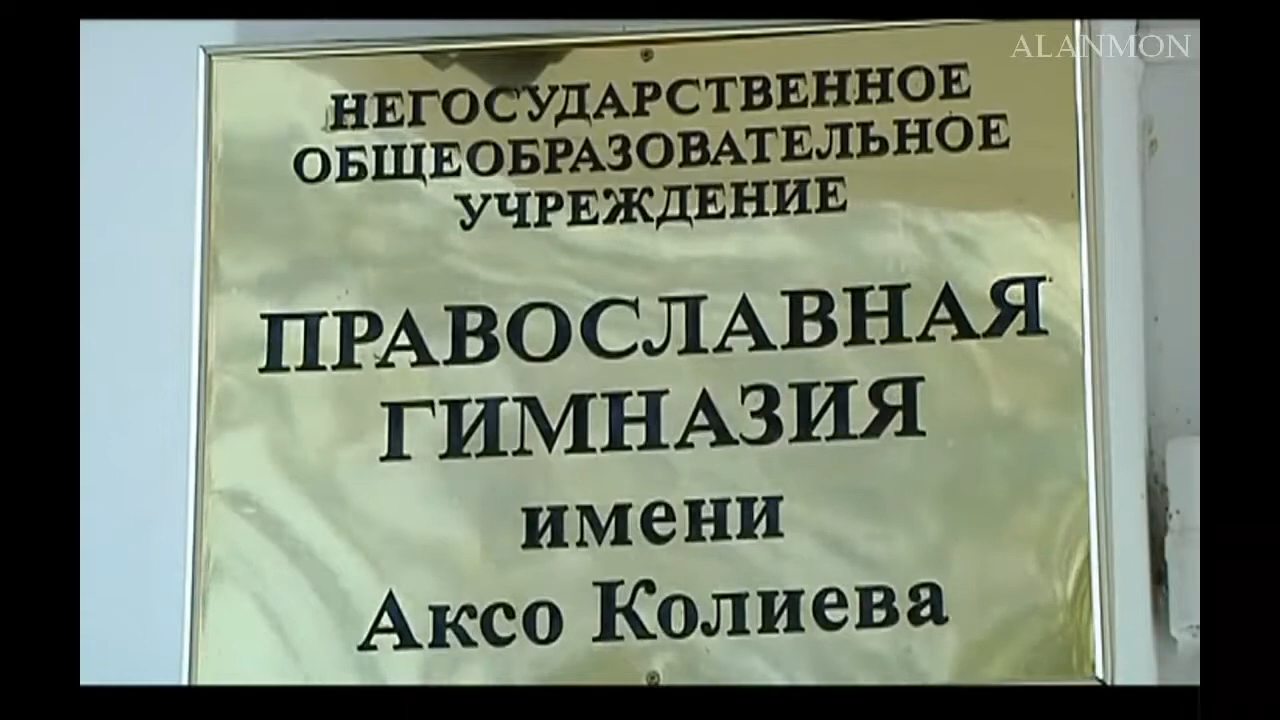 ALANMON
НЕГОСУДАРСТВЕННОЕ
ОБЩЕОБРАЗОВАТЕЛЬНОЕ
УЧРЕЖДЕНИЕ
ПРАВОСЛАВНАЯ
ГИМНАЗИЯ
имени
Аксо Колиева